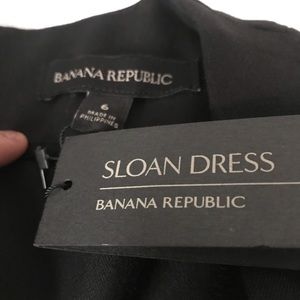 BANANA REPUBLIC
6
MADE IN
PHILIPPINES
SLOAN DRESS
BANANA REPUBLIC